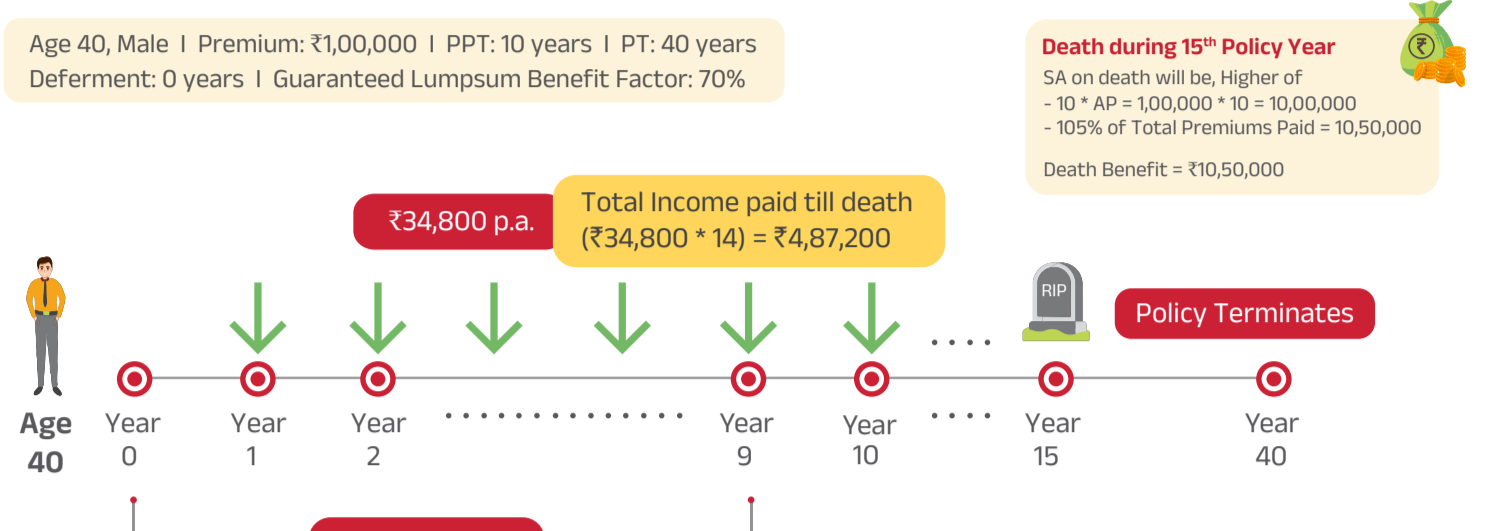 Age 40, Male I Premium: ₹1,00,000 I PPT: 10 years I PT: 40 years
Deferment: 0 years I Guaranteed Lumpsum Benefit Factor: 70%
Death during 15th Policy Year
SA on death will be, Higher of
- 10 * AP = 1,00,000 * 10 = 10,00,000
- 105% of Total Premiums Paid = 10,50,000
Death Benefit = ₹10,50,000
₹
₹34,800 p.a.
Total Income paid till death
(₹34,800 * 14) = ₹4,87,200
RIP
Policy Terminates
Age
40
Year
0
Year
1
Year
2
Year
9
Year
10
Year
15
Year
40